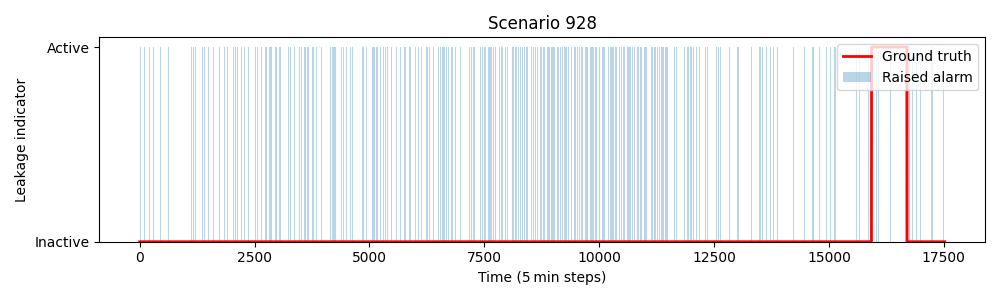 Scenario 928
Active
Inactive
Leakage indicator
Ground truth
Raised alarm
0
2500
5000
7500
10000
12500
15000
17500
Time (5 min steps)